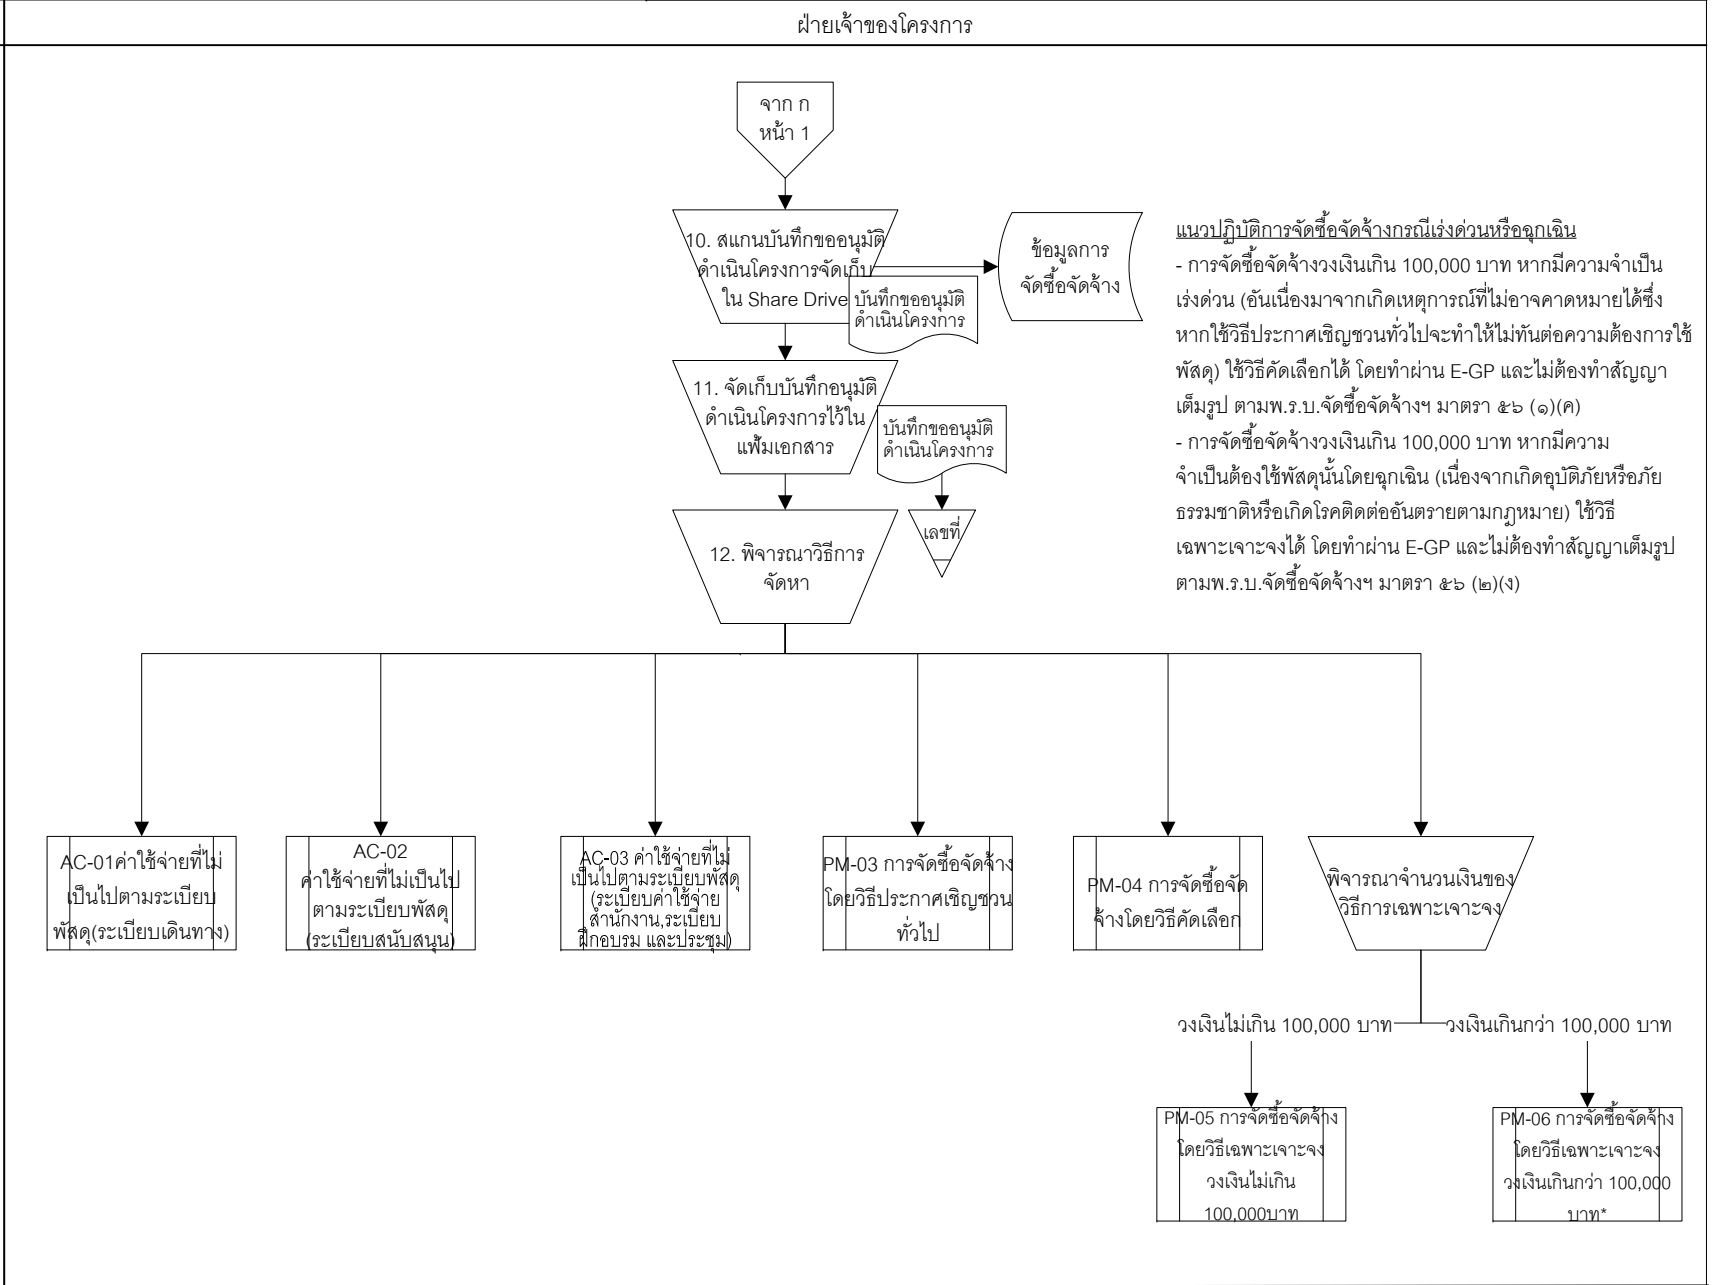 ฝ่ายเจ้าของโครงการ
จาก ก
หน้า 1
10. สแกนบันทึกขออนุมัติ
ดำเนินโครงการจัดเก็บ
ใน Share Drive
บันทึกขออนุมัติ
ดำเนินโครงการ
ข้อมูลการ
จัดซื้อจัดจ้าง
แนวปฏิบัติการจัดซื้อจัดจ้างกรณีเร่งด่วนหรือฉุกเฉิน
- การจัดซื้อจัดจ้างวงเงินเกิน 100,000 บาท หากมีความจำเป็น
เร่งด่วน (อันเนื่องมาจากเกิดเหตุการณ์ที่ไม่อาจคาดหมายได้ซึ่ง
หากใช้วิธีประกาศเชิญชวนทั่วไปจะทำให้ไม่ทันต่อความต้องการใช้
พัสดุ) ใช้วิธีคัดเลือกได้ โดยทำผ่าน E-GP และไม่ต้องทำสัญญา
เต็มรูป ตามพ.ร.บ.จัดซื้อจัดจ้างฯ มาตรา ๕๖ (๑)(ค)
- การจัดซื้อจัดจ้างวงเงินเกิน 100,000 บาท หากมีความ
จำเป็นต้องใช้พัสดุนั้นโดยฉุกเฉิน (เนื่องจากเกิดอุบัติภัยหรือภัย
ธรรมชาติหรือเกิดโรคติดต่ออันตรายตามกฎหมาย) ใช้วิธี
เฉพาะเจาะจงได้ โดยทำผ่าน E-GP และไม่ต้องทำสัญญาเต็มรูป
ตามพ.ร.บ.จัดซื้อจัดจ้างฯ มาตรา ๕๖ (๒)(ง)
11. จัดเก็บบันทึกอนุมัติ
ดำเนินโครงการไว้ใน
แฟ้มเอกสาร
บันทึกขออนุมัติ
ดำเนินโครงการ
เลขที่
12. พิจารณาวิธีการ
จัดหา
AC-01ค่าใช้จ่ายที่ไม่
เป็นไปตามระเบียบ
พัสดุ(ระเบียบเดินทาง)
AC-02
ค่าใช้จ่ายที่ไม่เป็นไป
ตามระเบียบพัสดุ
(ระเบียบสนับสนุน)
AC-03 ค่าใช้จ่ายที่ไม่
เป็นไปตามระเบียบพัสดุ
(ระเบียบค่าใช้จ่าย
สำนักงาน,ระเบียบ
ฝึกอบรม และประชุม)
PM-03 การจัดซื้อจัดจ้าง
โดยวิธีประกาศเชิญชวน
ทั่วไป
PM-04 การจัดซื้อจัด
จ้างโดยวิธีคัดเลือก
พิจารณาจำนวนเงินของ
วิธีการเฉพาะเจาะจง
วงเงินไม่เกิน 100,000 บาท
วงเงินเกินกว่า 100,000 บาท
PM-05 การจัดซื้อจัดจ้าง
โดยวิธีเฉพาะเจาะจง
วงเงินไม่เกิน
100,000บาท
PM-06 การจัดซื้อจัดจ้าง
โดยวิธีเฉพาะเจาะจง
วงเงินเกินกว่า 100,000
บาท*